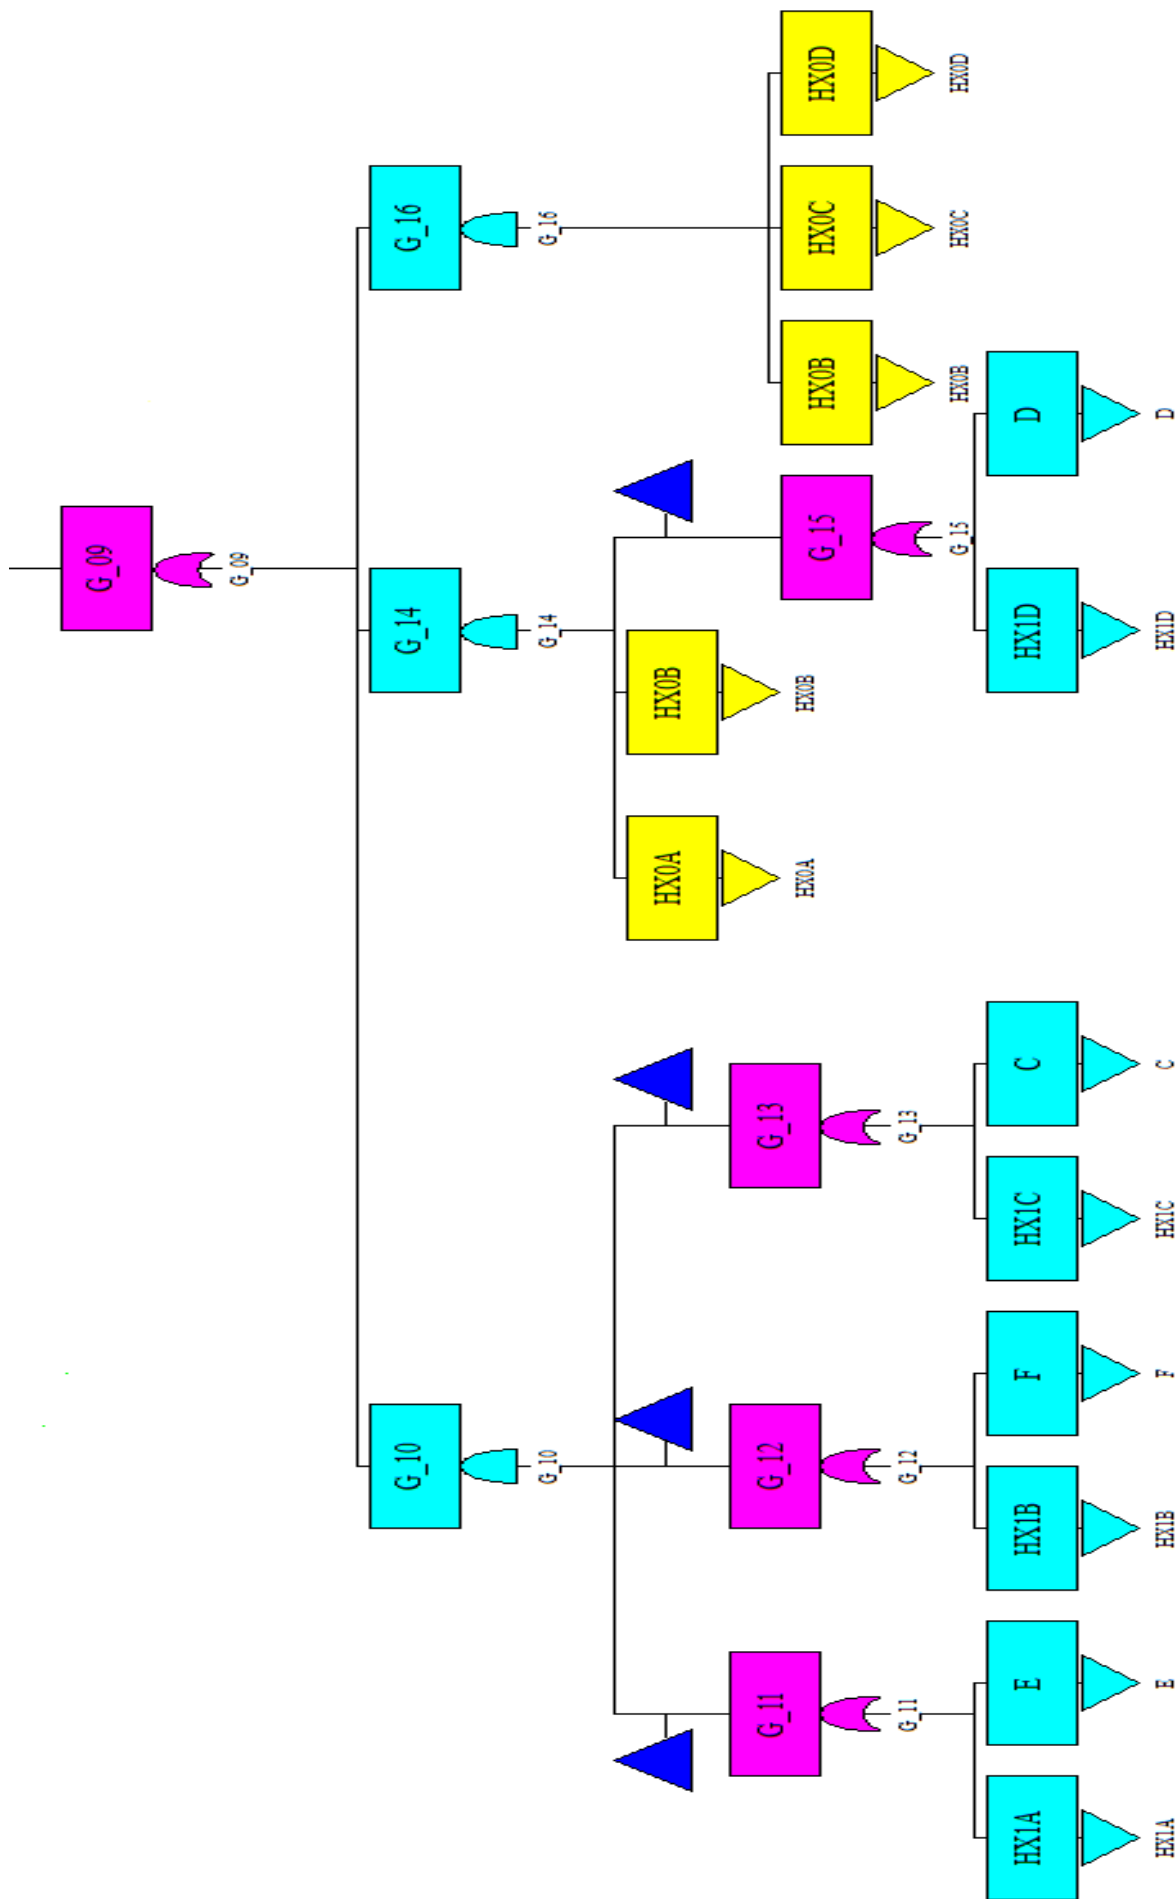 G_09
G_09
G_10
G_14
G_16
G_10
G_14
G_16
HX0A
HX0B
HX0A
HX0B
G_11
G_12
G_13
G_15
HX0B
HX0C
HX0D
G_11
G_12
G_13
G_15
HX0B
HX0C
HX0D
HX1A
E
HX1B
F
HX1C
C
HX1D
D
HX1A
E
HX1B
F
HX1C
C
HX1D
D